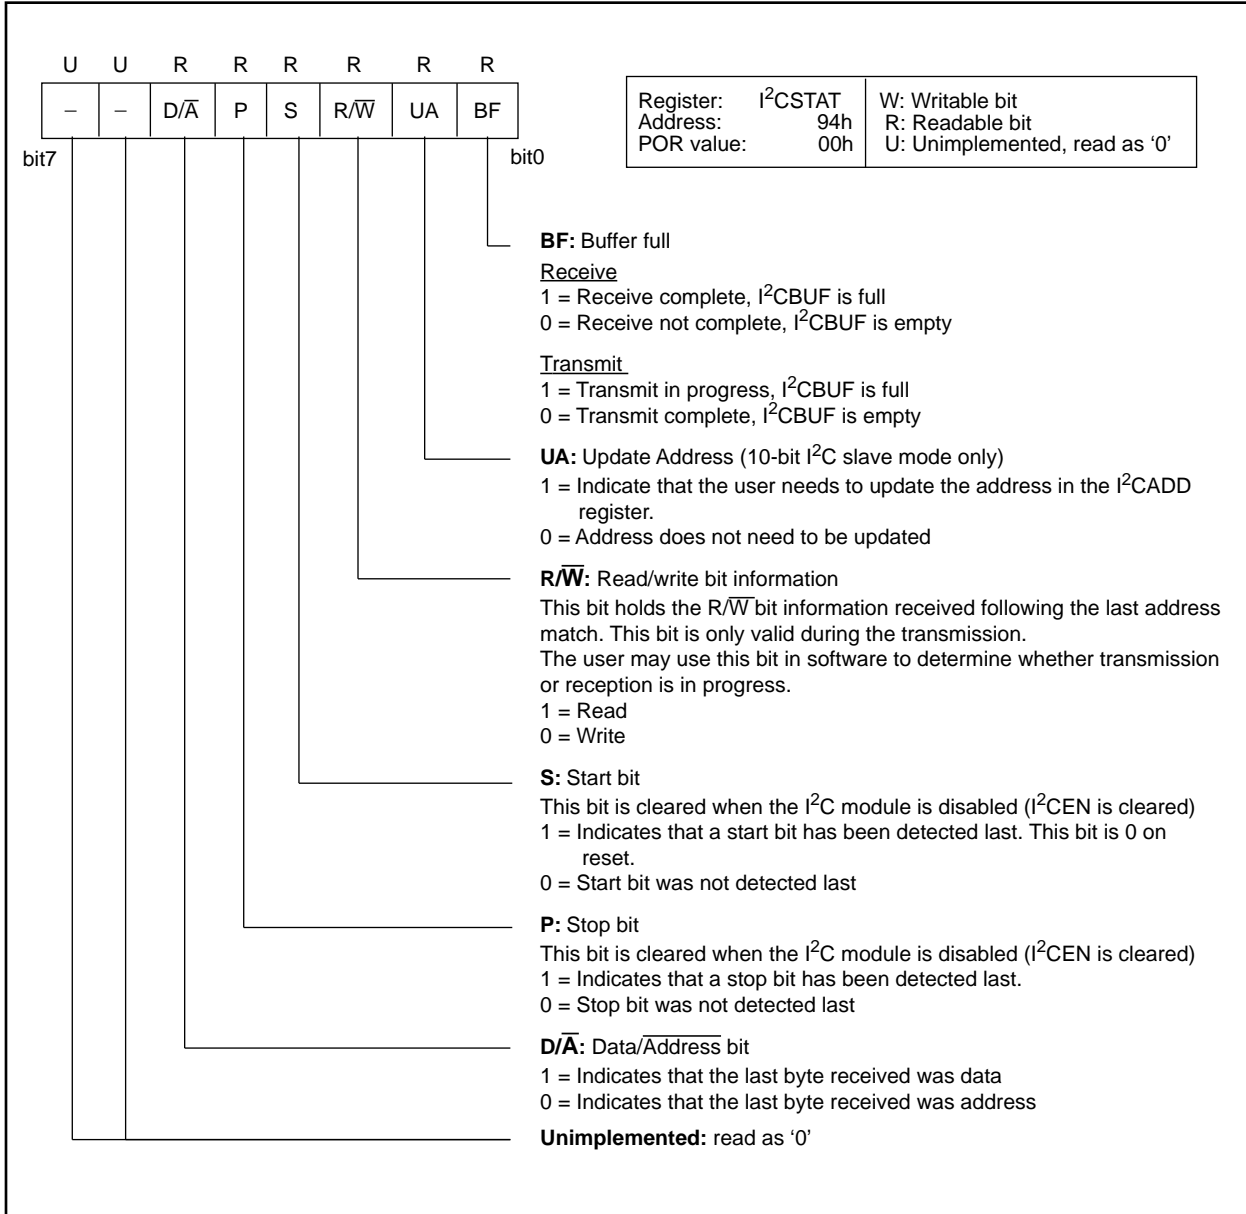 U U R R R R R R
– – D/A̅ P S R/W̅ UA BF
bit7 bit0
Register: I²CSTAT W: Writable bit
Address: 94h R: Readable bit
POR value: 00h U: Unimplemented, read as ‘0’
BF: Buffer full
Receive
1 = Receive complete, I²CBUF is full
0 = Receive not complete, I²CBUF is empty
Transmit
1 = Transmit in progress, I²CBUF is full
0 = Transmit complete, I²CBUF is empty
UA: Update Address (10-bit I²C slave mode only)
1 = Indicate that the user needs to update the address in the I²CADD
register.
0 = Address does not need to be updated
R/W̅: Read/write bit information
This bit holds the R/W̅ bit information received following the last address
match. This bit is only valid during the transmission.
The user may use this bit in software to determine whether transmission
or reception is in progress.
1 = Read
0 = Write
S: Start bit
This bit is cleared when the I²C module is disabled (I²CEN is cleared)
1 = Indicates that a start bit has been detected last. This bit is 0 on
reset.
0 = Start bit was not detected last
P: Stop bit
This bit is cleared when the I²C module is disabled (I²CEN is cleared)
1 = Indicates that a stop bit has been detected last.
0 = Stop bit was not detected last
D/A̅: Data/A̅d̅d̅r̅e̅s̅s̅ bit
1 = Indicates that the last byte received was data
0 = Indicates that the last byte received was address
Unimplemented: read as ‘0’